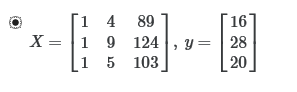 X = [1 4 89
1 9 124
1 5 103], y = [16
28
20]